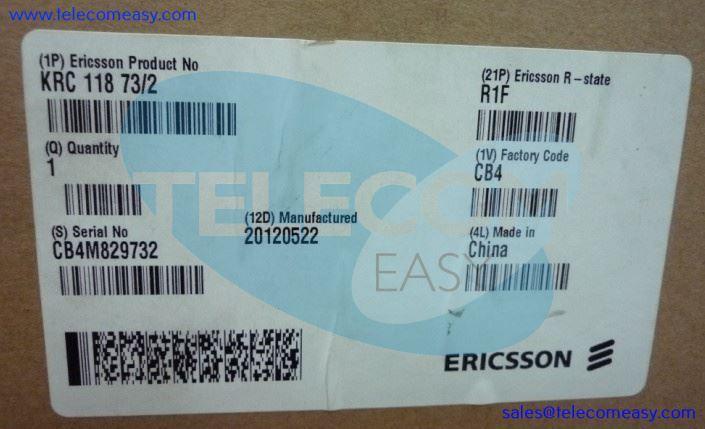 www.telecomeasy.com
(1P) Ericsson Product No
KRC 118 73/2
(21P) Ericsson R-state
R1F
(Q) Quantity
1
(1V) Factory Code
CB4
TELECOM
EASY
(S) Serial No
CB4M829732
(12D) Manufactured
20120522
(4L) Made in
China
ERICSSON
sales@telecomeasy.com